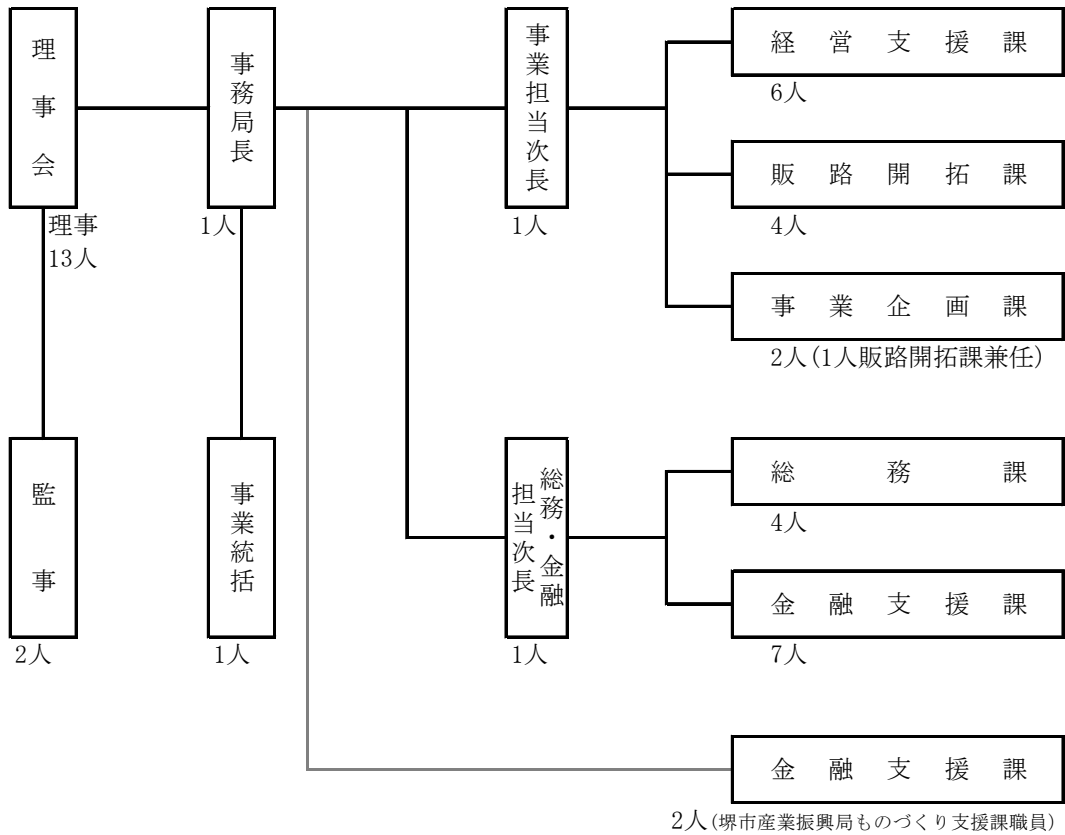 理事会
理事
13人
監事
2人
事務局長
1人
事業統括
1人
事業担当次長
1人
総務・金融
担当次長
1人
経営支援課
6人
販路開拓課
4人
事業企画課
2人(1人販路開拓課兼任)
総務課
4人
金融支援課
7人
金融支援課
2人(堺市産業振興局ものづくり支援課職員)